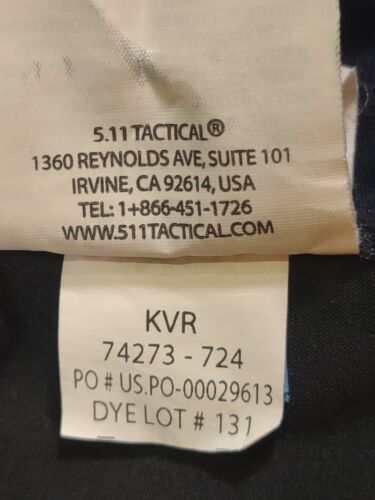 5.11 TACTICAL®
1360 REYNOLDS AVE, SUITE 101
IRVINE, CA 92614, USA
TEL: 1+866-451-1726
WWW.511TACTICAL.COM
KVR
74273 - 724
PO # US.PO-00029613
DYE LOT # 131